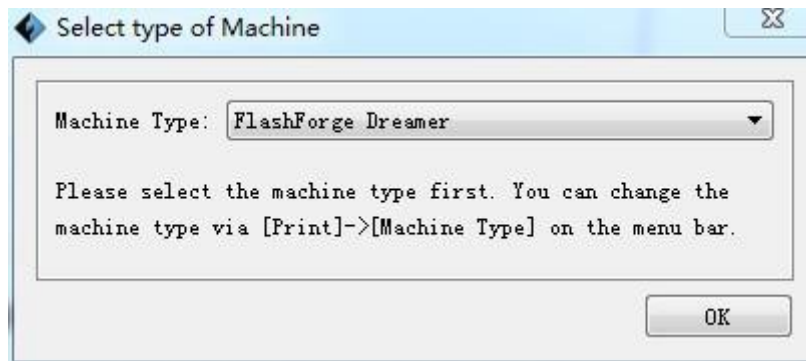 Select type of Machine
Machine Type: FlashForge Dreamer
Please select the machine type first. You can change the
machine type via [Print]->[Machine Type] on the menu bar.
OK